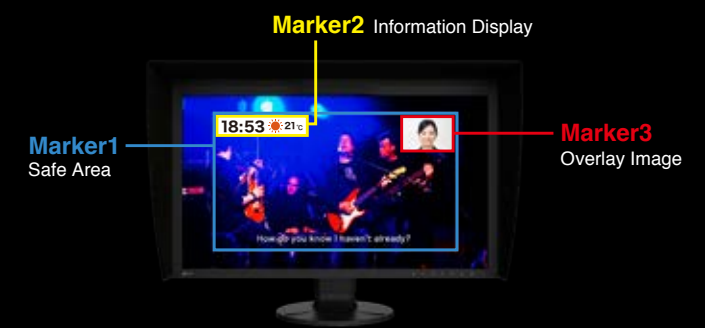 Marker2 Information Display
18:53 21°C
Marker1
Safe Area
Marker3
Overlay Image
How do you know I haven't already?